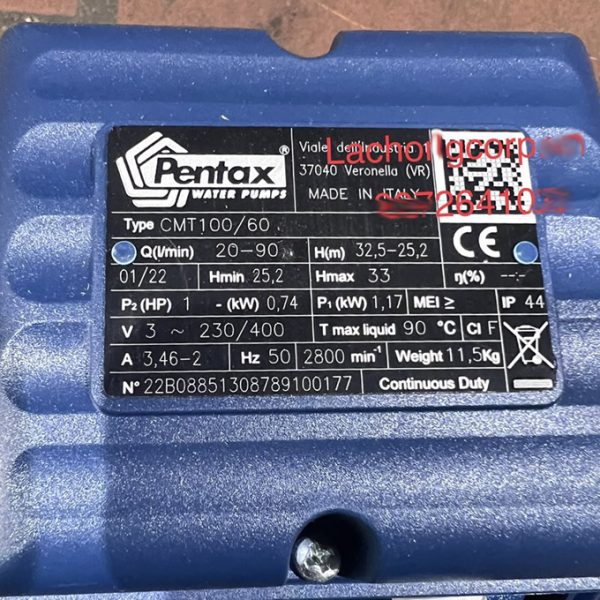 Pentax ®
WATER PUMPS
Viale dell'Industria 1
37040 Veronella (VR)
MADE IN ITALY
Lachongcorp
26410
Type CMT100/60
CE
Q(l/min) 20-90 H(m) 32,5-25,2
01/22 Hmin 25,2 Hmax 33 η(%) --.-
P₂(HP) 1 - (kW) 0,74 P₁(kW) 1,17 MEI ≥ IP 44
V 3 ~ 230/400 T max liquid 90 °C Cl F
A 3,46-2 Hz 50 2800 min⁻¹ Weight 11,5Kg
N° 22B08851308789100177 Continuous Duty